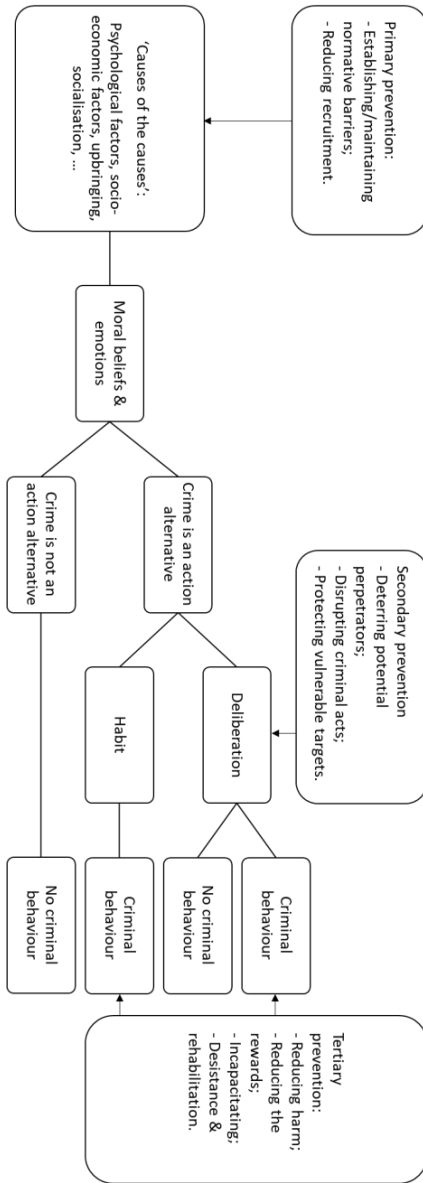 Primary prevention:
- Establishing/maintaining
normative barriers;
- Reducing recruitment.
Secondary prevention
- Deterring potential
perpetrators;
- Disrupting criminal acts;
- Protecting vulnerable targets.
Tertiary
prevention:
- Reducing harm;
- Reducing the
rewards;
- Incapacitating;
- Desistance &
rehabilitation.
‘Causes of the causes’:
Psychological factors, socio-
economic factors, upbringing,
socialisation, ...
Moral beliefs &
emotions
Crime is an action
alternative
Crime is not an
action alternative
Deliberation
Habit
Criminal
behaviour
No criminal
behaviour
Criminal
behaviour
No criminal
behaviour